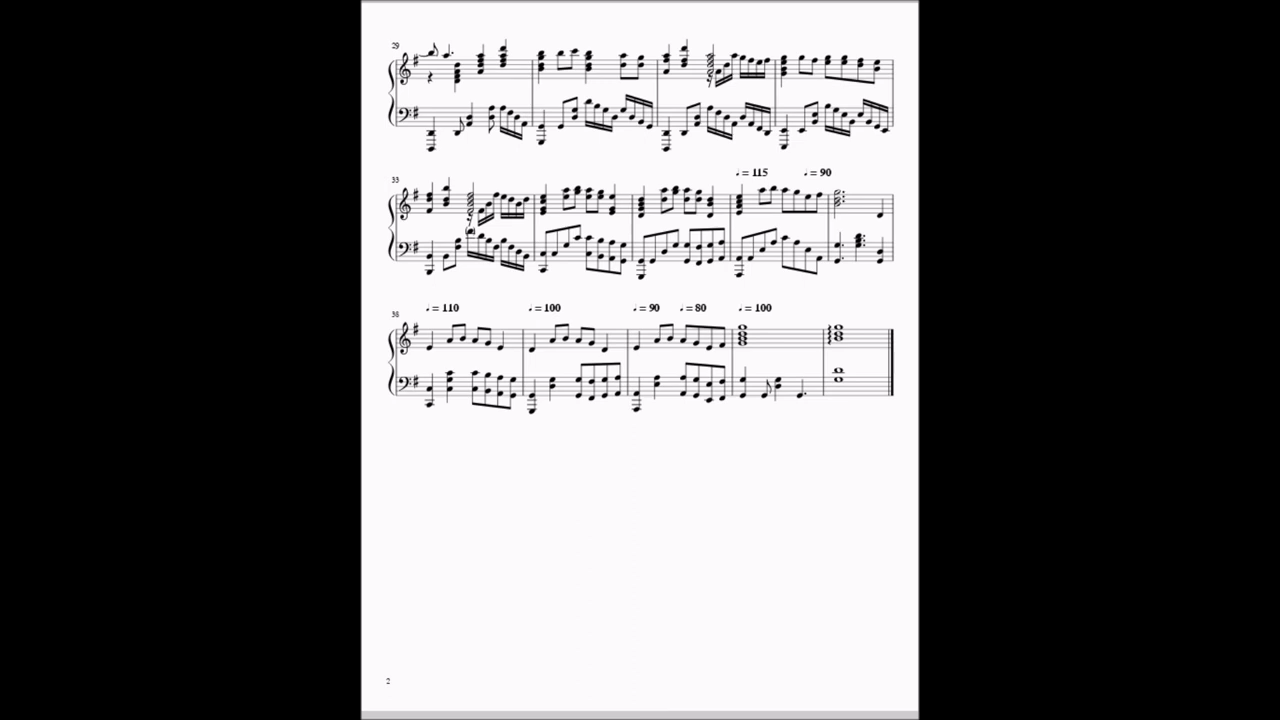 29
33
♩. = 115 ♩. = 90
38
♩. = 110 ♩. = 100 ♩. = 90 ♩. = 80 ♩. = 100
2